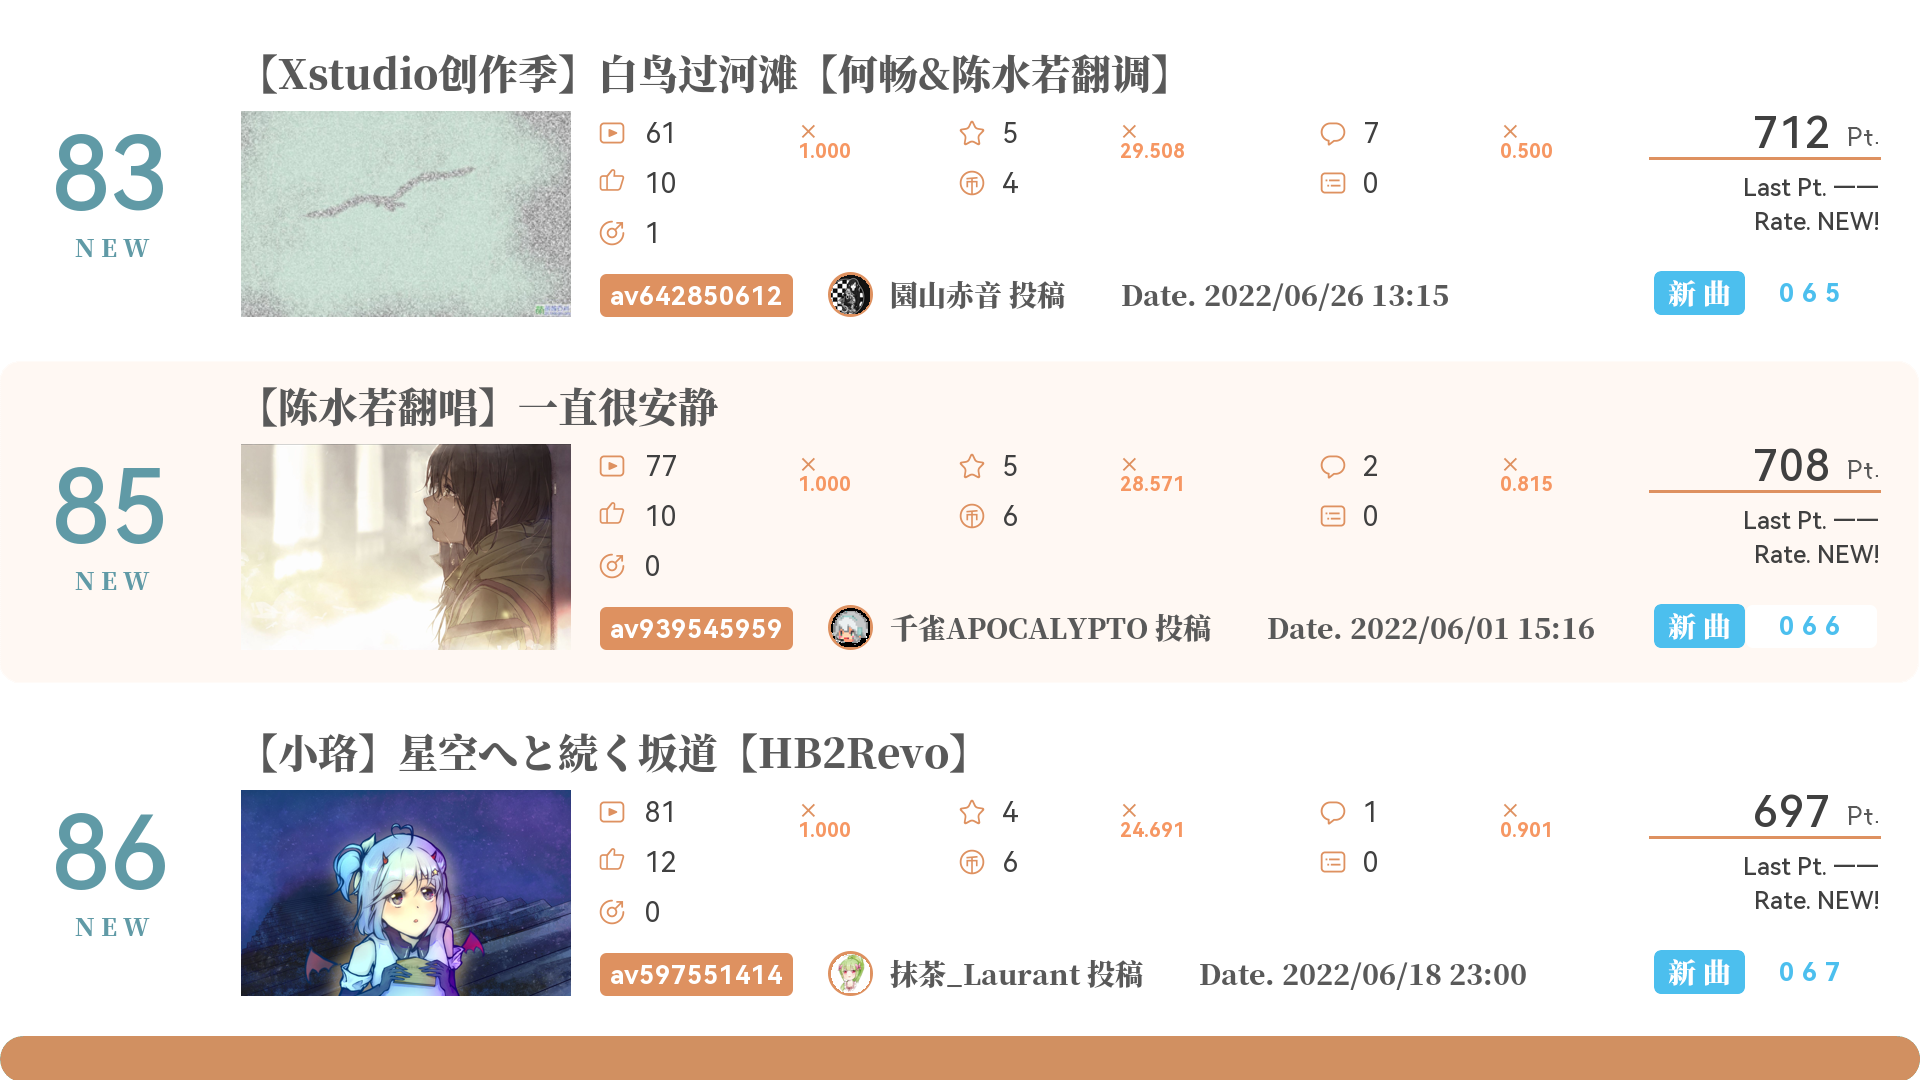 【Xstudio创作季】白鸟过河滩【何畅&陈水若翻调】
83
NEW
61
×
1.000
5
×
29.508
7
×
0.500
10
4
0
1
712 Pt.
Last Pt. ——
Rate. NEW!
av642850612
園山赤音 投稿
Date. 2022/06/26 13:15
新曲
065
【陈水若翻唱】一直很安静
85
NEW
77
×
1.000
5
×
28.571
2
×
0.815
10
6
0
0
708 Pt.
Last Pt. ——
Rate. NEW!
av939545959
千雀APOCALYPTO 投稿
Date. 2022/06/01 15:16
新曲
066
【小珞】星空へと続く坂道【HB2Revo】
86
NEW
81
×
1.000
4
×
24.691
1
×
0.901
12
6
0
0
697 Pt.
Last Pt. ——
Rate. NEW!
av597551414
抹茶_Laurant 投稿
Date. 2022/06/18 23:00
新曲
067